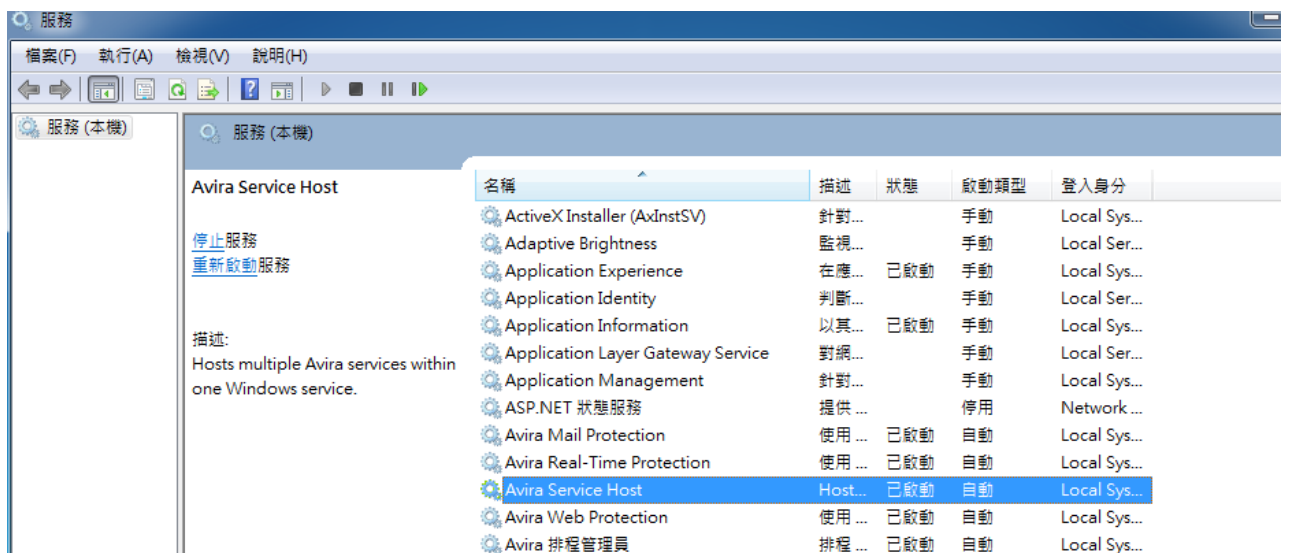 服務
檔案(F) 執行(A) 檢視(V) 說明(H)
服務 (本機)
服務 (本機)
Avira Service Host
停止服務
重新啟動服務
描述:
Hosts multiple Avira services within
one Windows service.
名稱 描述 狀態 啟動類型 登入身分
ActiveX Installer (AxInstSV) 針對... 手動 Local Sys...
Adaptive Brightness 監視... 手動 Local Ser...
Application Experience 在應... 已啟動 手動 Local Sys...
Application Identity 判斷... 手動 Local Ser...
Application Information 以其... 已啟動 手動 Local Sys...
Application Layer Gateway Service 對網... 手動 Local Ser...
Application Management 針對... 手動 Local Sys...
ASP.NET 狀態服務 提供 ... 停用 Network ...
Avira Mail Protection 使用 ... 已啟動 自動 Local Sys...
Avira Real-Time Protection 使用 ... 已啟動 自動 Local Sys...
Avira Service Host Host... 已啟動 自動 Local Sys...
Avira Web Protection 使用 ... 已啟動 自動 Local Sys...
Avira 排程管理員 排程 ... 已啟動 自動 Local Sys...